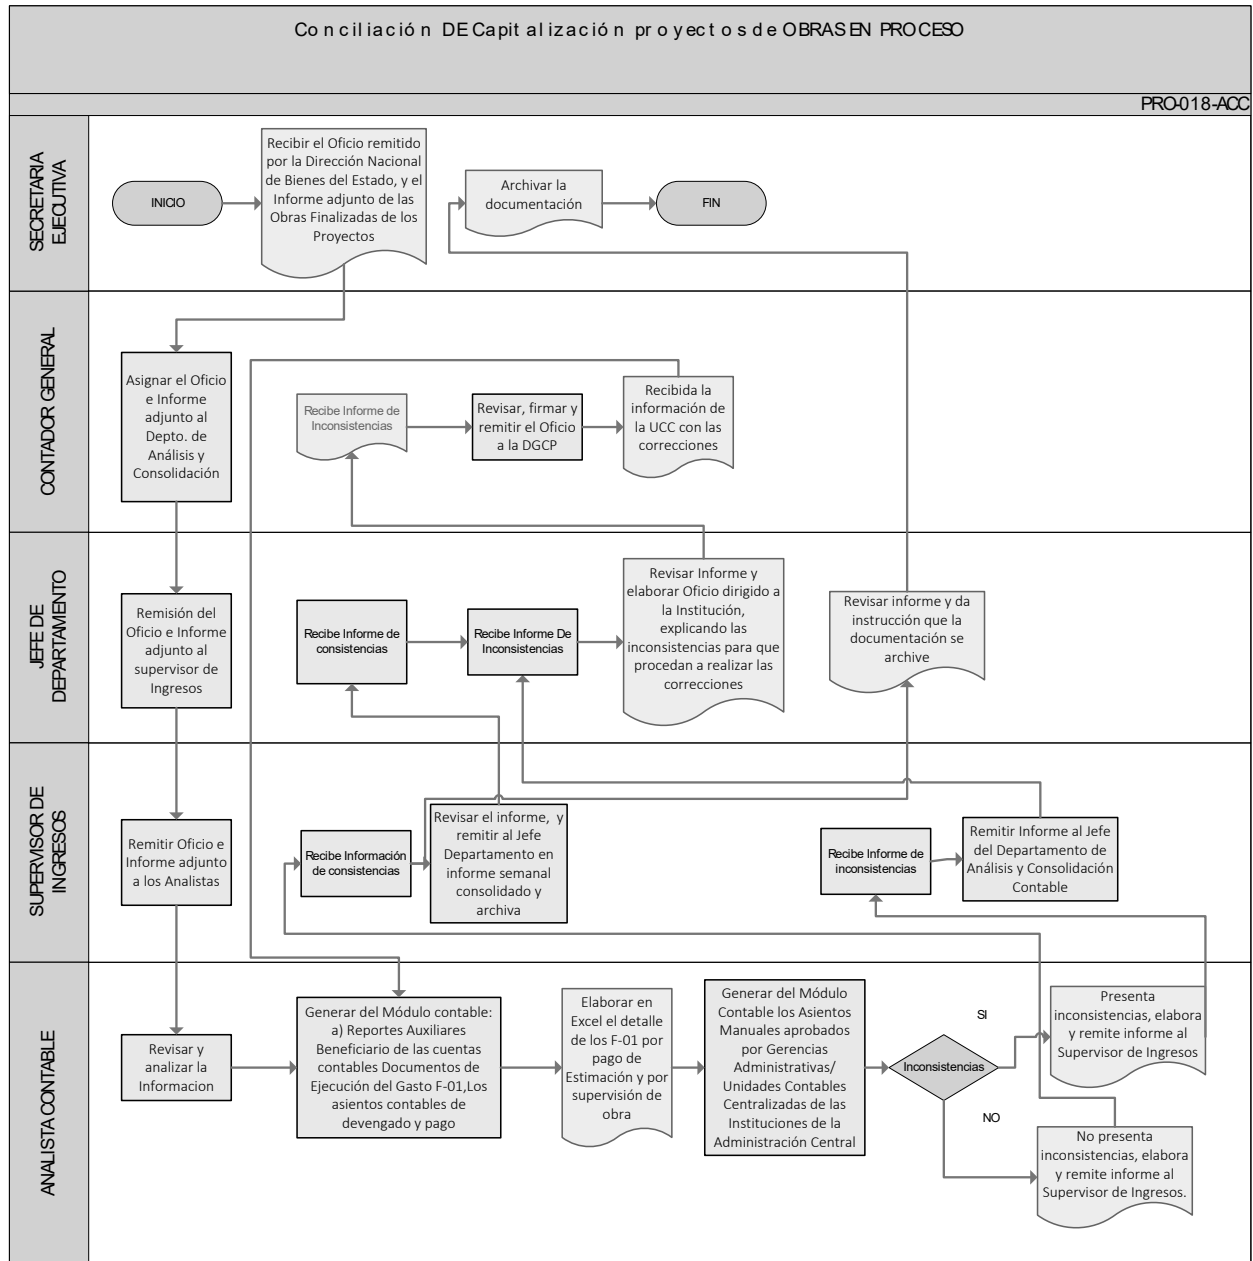 Conciliación DE Capitalización proyectos de OBRAS EN PROCESO
PRO-018-ACC
SECRETARIA
EJECUTIVA
INICIO
Recibir el Oficio remitido
por la Dirección Nacional
de Bienes del Estado, y el
Informe adjunto de las
Obras Finalizadas de los
Proyectos
Archivar la
documentación
FIN
CONTADOR GENERAL
Asignar el Oficio
e Informe
adjunto al
Depto. de
Análisis y
Consolidación
Recibe Informe de
Inconsistencias
Revisar, firmar y
remitir el Oficio
a la DGCP
Recibida la
información de
la UCC con las
correcciones
JEFE DE
DEPARTAMENTO
Remisión del
Oficio e Informe
adjunto al
supervisor de
Ingresos
Recibe Informe de
consistencias
Recibe Informe De
Inconsistencias
Revisar Informe y
elaborar Oficio dirigido a
la Institución,
explicando las
inconsistencias para que
procedan a realizar las
correcciones
Revisar informe y da
instrucción que la
documentación se
archive
SUPERVISOR DE
INGRESOS
Remitir Oficio e
Informe adjunto
a los Analistas
Recibe Información
de consistencias
Revisar el informe, y
remitir al Jefe
Departamento en
informe semanal
consolidado y
archiva
Recibe Informe de
inconsistencias
Remitir Informe al Jefe
del Departamento de
Análisis y Consolidación
Contable
ANALISTA CONTABLE
Revisar y
analizar la
Informacion
Generar del Módulo contable:
a) Reportes Auxiliares
Beneficiario de las cuentas
contables Documentos de
Ejecución del Gasto F-01,Los
asientos contables de
devengado y pago
Elaborar en
Excel el detalle
de los F-01 por
pago de
Estimación y por
supervisión de
obra
Generar del Módulo
Contable los Asientos
Manuales aprobados
por Gerencias
Administrativas/
Unidades Contables
Centralizadas de las
Instituciones de la
Administración Central
Inconsistencias
SI
Presenta
inconsistencias, elabora
y remite informe al
Supervisor de Ingresos
NO
No presenta
inconsistencias, elabora
y remite informe al
Supervisor de Ingresos.